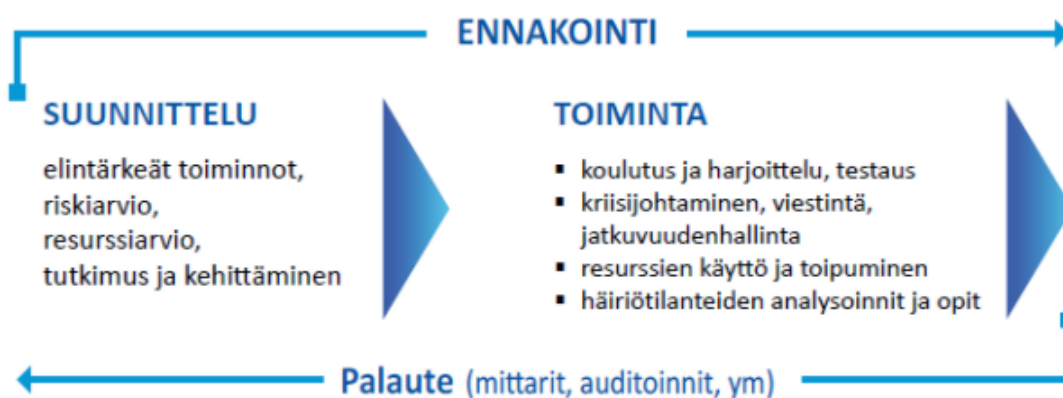 ENNAKOINTI
SUUNNITTELU
elintärkeät toiminnot,
riskiarvio,
resurssiarvio,
tutkimus ja kehittäminen
TOIMINTA
▪ koulutus ja harjoittelu, testaus
▪ kriisijohtaminen, viestintä,
jatkuvuudenhallinta
▪ resurssien käyttö ja toipuminen
▪ häiriötilanteiden analysoinnit ja opit
Palaute (mittarit, auditoinnit, ym)